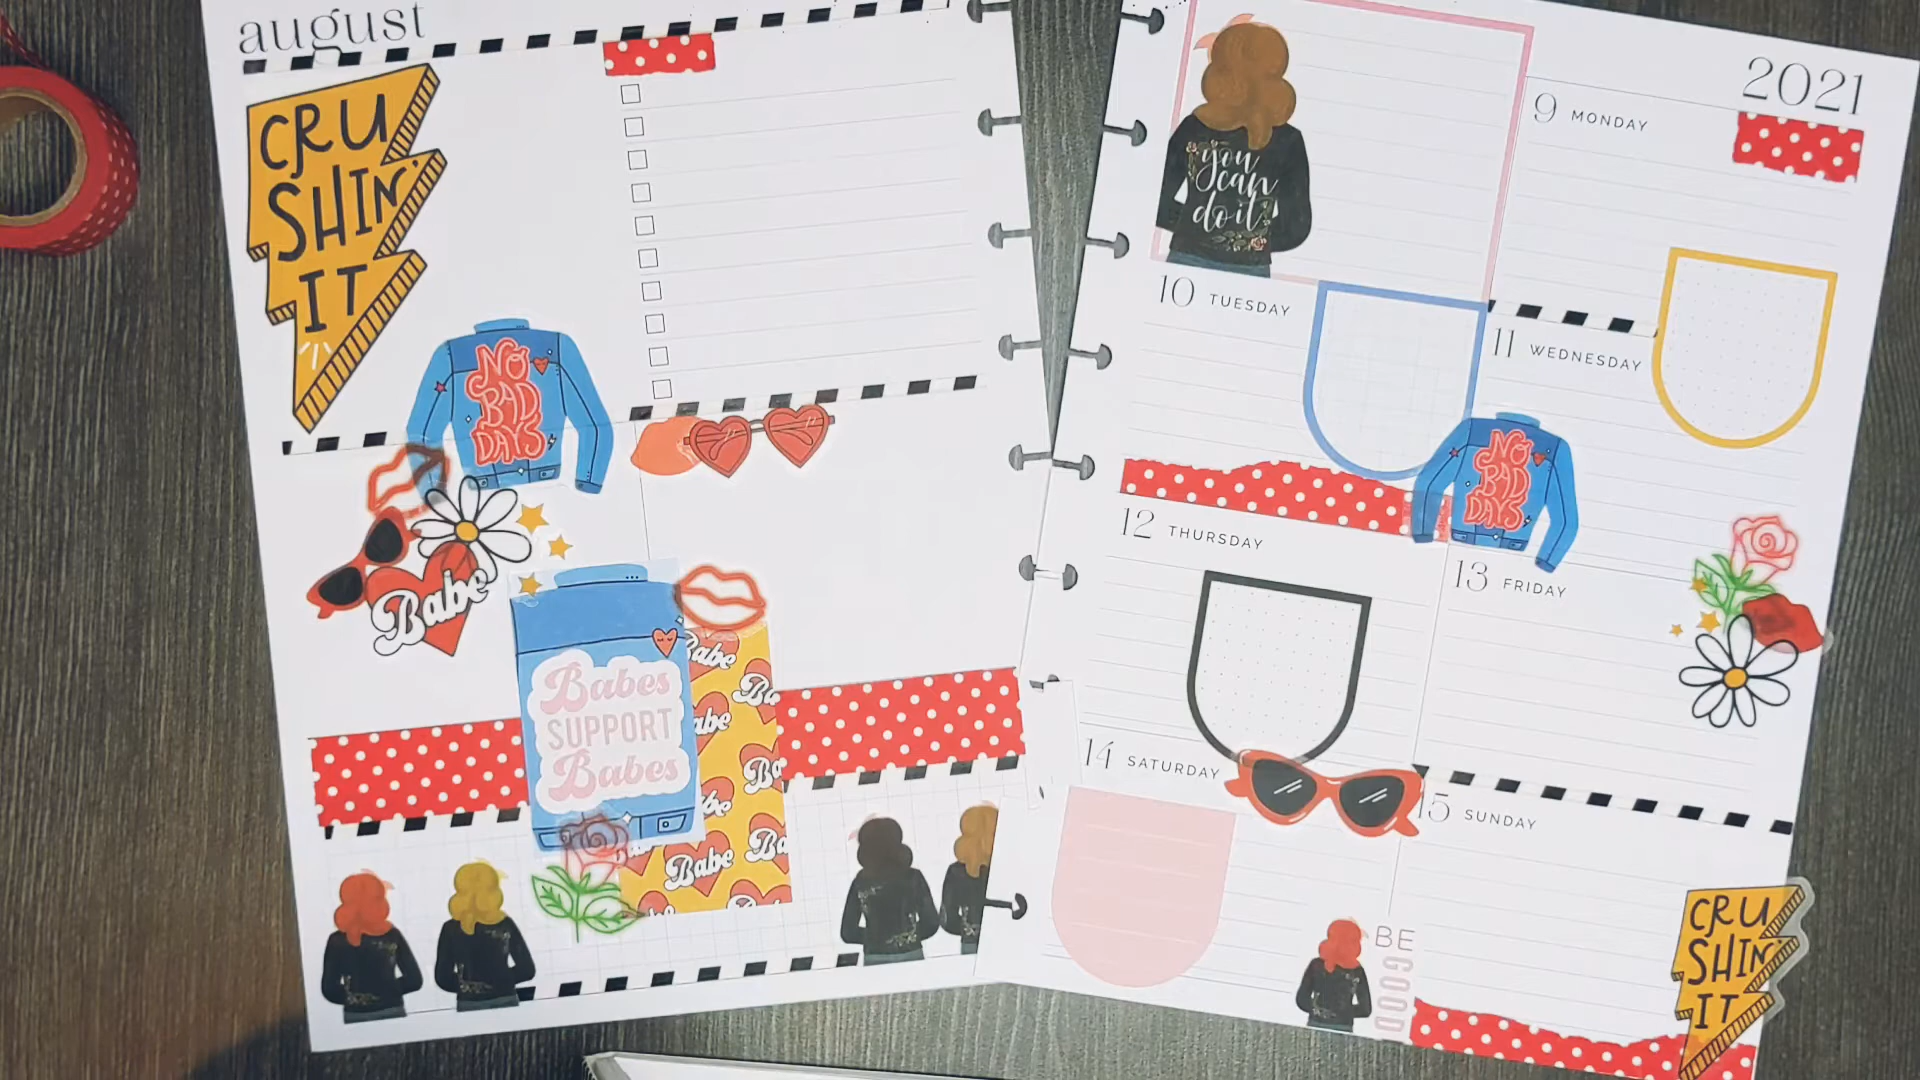 august
CRU
SHIN'
IT
NO
BAD
DAYS
Babe
Babes
SUPPORT
Babes
Babe
Babe
2021
9 MONDAY
you
can
do it
10 TUESDAY
11 WEDNESDAY
NO
BAD
DAYS
12 THURSDAY
13 FRIDAY
14 SATURDAY
15 SUNDAY
BE
GOOD
CRU
SHIN'
IT